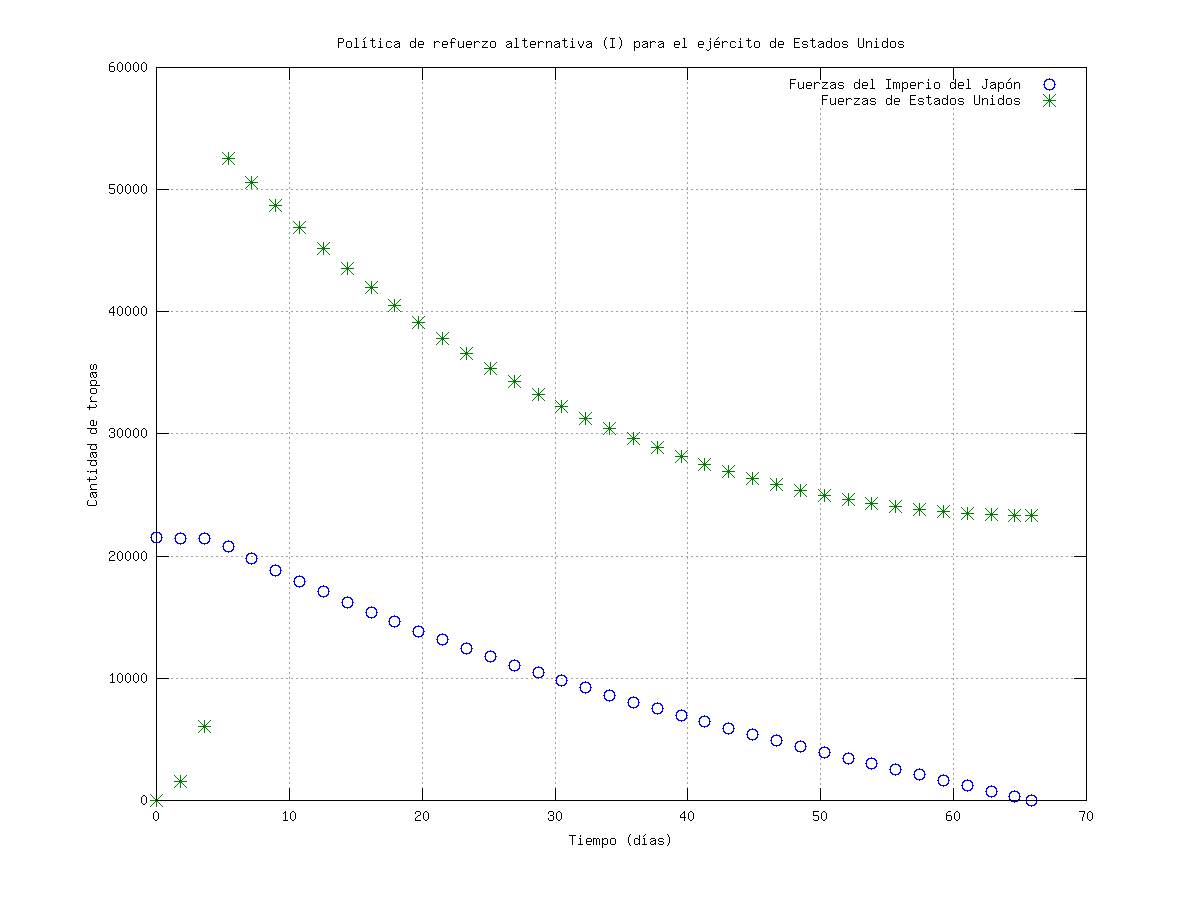 Política de refuerzo alternativa (I) para el ejército de Estados Unidos
60000
50000
40000
30000
20000
10000
0
Fuerzas del Imperio del Japón
Fuerzas de Estados Unidos
Cantidad de tropas
0 10 20 30 40 50 60 70
Tiempo (días)